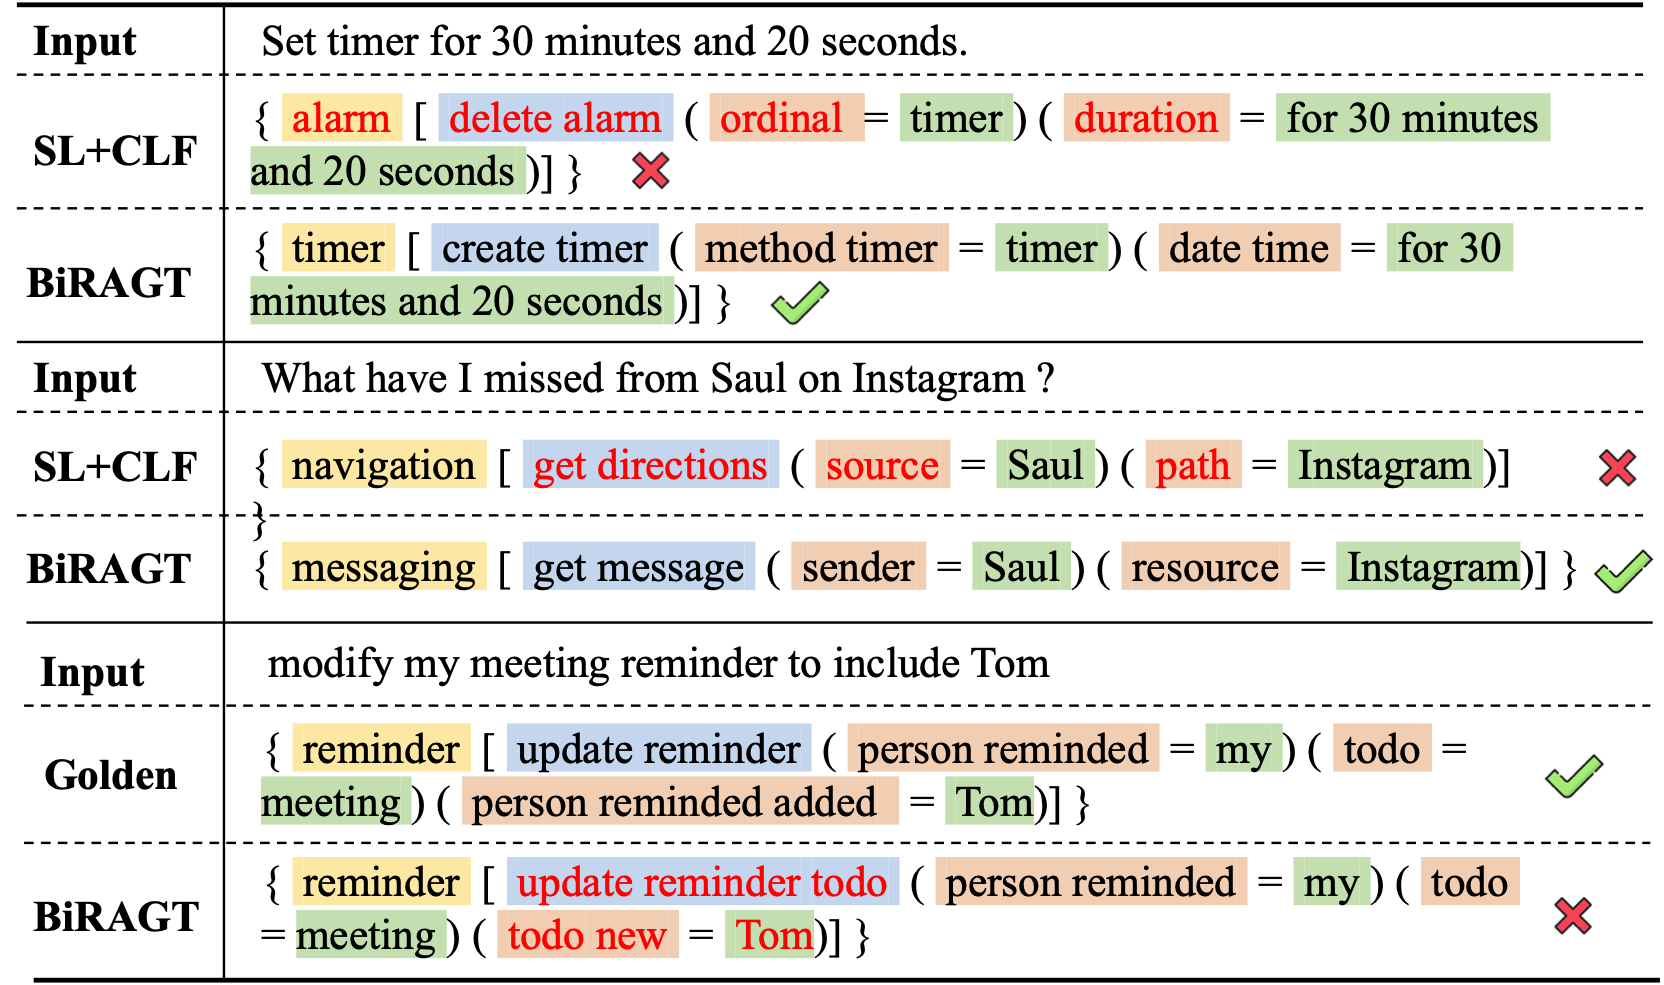 Input Set timer for 30 minutes and 20 seconds.
SL+CLF { alarm [ delete alarm ( ordinal = timer ) ( duration = for 30 minutes
and 20 seconds )] }
BiRAGT { timer [ create timer ( method timer = timer ) ( date time = for 30
minutes and 20 seconds )] }
Input What have I missed from Saul on Instagram ?
SL+CLF { navigation [ get directions ( source = Saul ) ( path = Instagram )]
}
BiRAGT { messaging [ get message ( sender = Saul ) ( resource = Instagram)] }
Input modify my meeting reminder to include Tom
Golden { reminder [ update reminder ( person reminded = my ) ( todo =
meeting ) ( person reminded added = Tom)] }
BiRAGT { reminder [ update reminder todo ( person reminded = my ) ( todo
= meeting ) ( todo new = Tom)] }